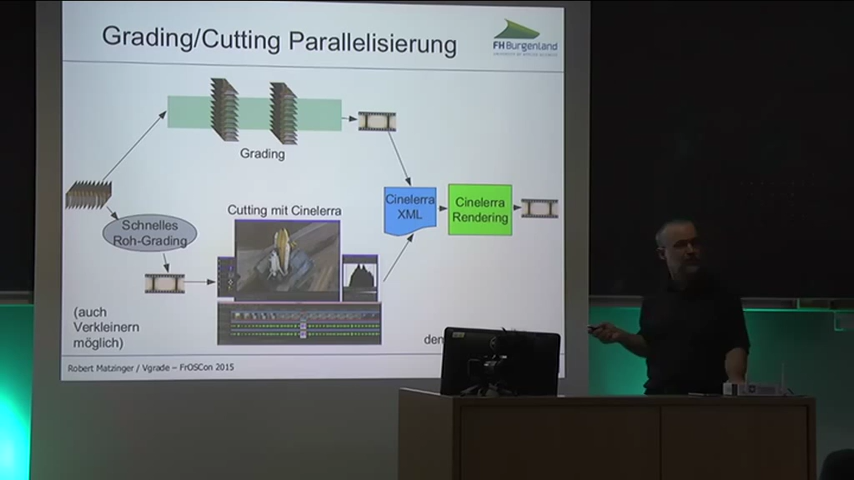 Grading/Cutting Parallelisierung
FH Burgenland
Grading
Schnelles
Roh-Grading
Cutting mit Cinelerra
Cinelerra
XML
Cinelerra
Rendering
(auch
Verkleinern
möglich)
Robert Matzinger / Vgrade – FrOSCon 2015